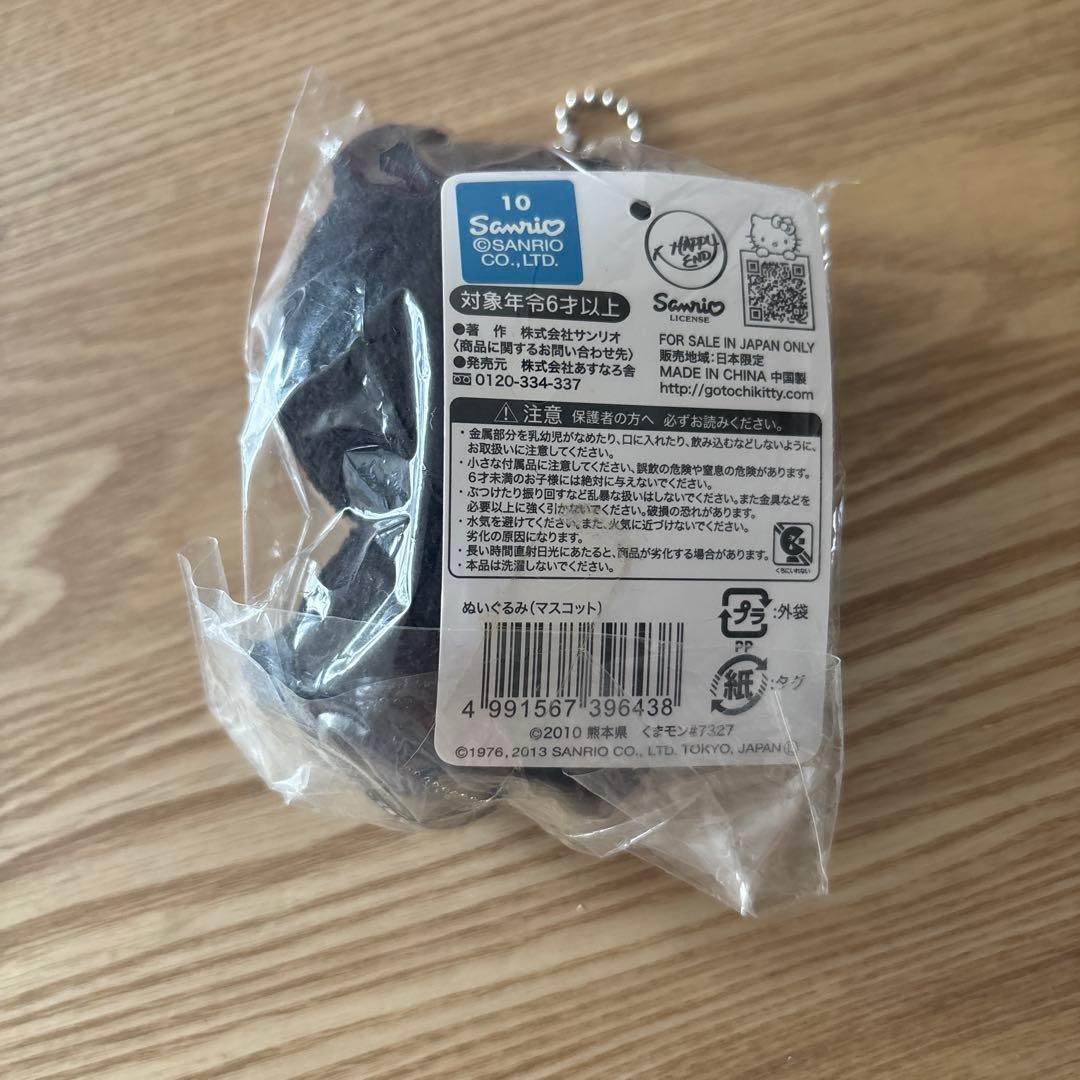 10
Sanrio
©SANRIO
CO.,LTD.
HAPPY
END
Sanrio
LICENSE
対象年令6才以上
●著 作 株式会社サンリオ
〈商品に関するお問い合わせ先〉
●発売元 株式会社あすなろ舎
0120-334-337
FOR SALE IN JAPAN ONLY
販売地域:日本限定
MADE IN CHINA 中国製
http://gotochikitty.com
注意 保護者の方へ 必ずお読みください。
・金属部分を乳幼児がなめたり、口に入れたり、飲み込むなどしないように、
お取扱いに注意してください。
・小さな付属品に注意してください、誤飲の危険や窒息の危険があります。
6才未満のお子様には絶対に与えないでください。
・ぶつけたり振り回すなど乱暴な扱いはしないでください。また金具などを
必要以上に強く引かないでください。破損の恐れがあります。
・水気を避けてください。また、火気に近づけないでください。
劣化の原因になります。
・長い時間直射日光にあたると、商品が劣化する場合があります。
・本品は洗濯しないでください。
くちにいれない
ぬいぐるみ(マスコット)
プラ:外袋
PP
紙:タグ
4 991567 396438
©2010 熊本県 くまモン#7327
©1976, 2013 SANRIO CO., LTD. TOKYO, JAPAN Ⓛ